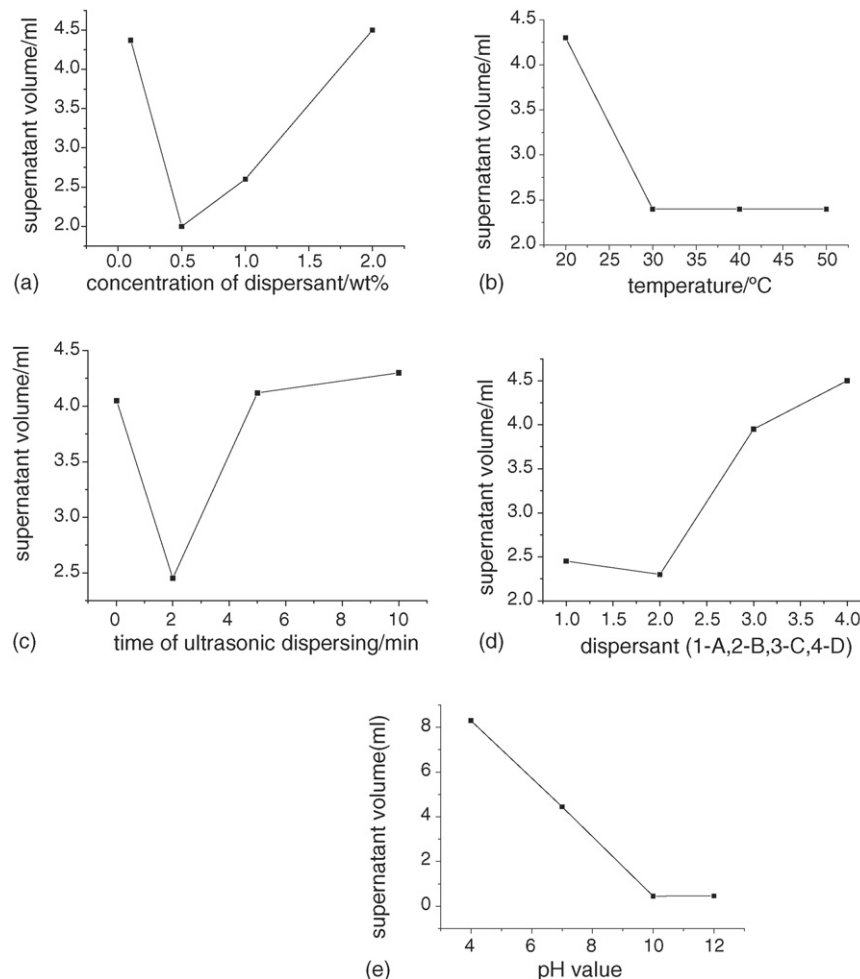 4.5
4.0
3.5
3.0
2.5
2.0
supernatant volume/ml
0.0 0.5 1.0 1.5 2.0
(a) concentration of dispersant/wt%
4.5
4.0
3.5
3.0
2.5
2.0
supernatant volume/ml
20 25 30 35 40 45 50
(b) temperature/ºC
4.5
4.0
3.5
3.0
2.5
supernatant volume/ml
0 2 4 6 8 10
(c) time of ultrasonic dispersing/min
4.5
4.0
3.5
3.0
2.5
2.0
supernatant volume/ml
1.0 1.5 2.0 2.5 3.0 3.5 4.0
(d) dispersant (1-A,2-B,3-C,4-D)
8
6
4
2
0
supernatant volume(ml)
4 6 8 10 12
(e) pH value